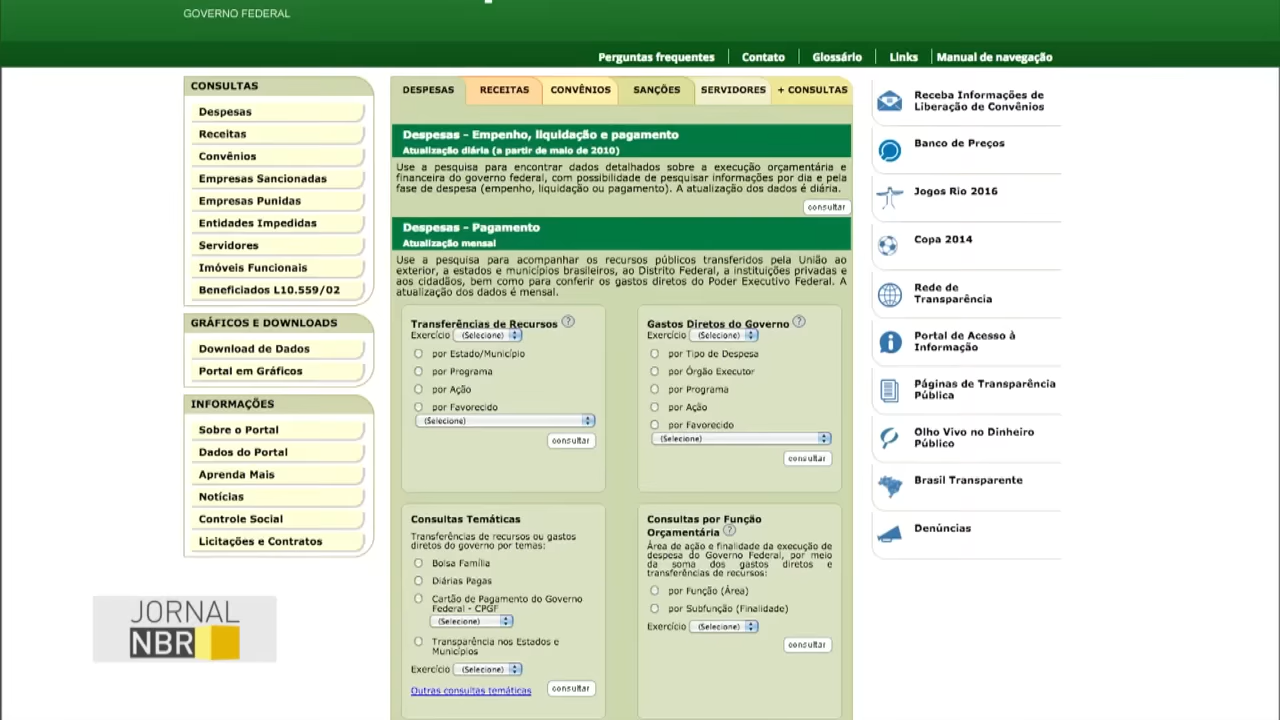 GOVERNO FEDERAL
Perguntas frequentes
Contato
Glossário
Links
Manual de navegação
CONSULTAS
Despesas
Receitas
Convênios
Empresas Sancionadas
Empresas Punidas
Entidades Impedidas
Servidores
Imóveis Funcionais
Beneficiados L10.559/02
GRÁFICOS E DOWNLOADS
Download de Dados
Portal em Gráficos
INFORMAÇÕES
Sobre o Portal
Dados do Portal
Aprenda Mais
Notícias
Controle Social
Licitações e Contratos
DESPESAS
RECEITAS
CONVÊNIOS
SANÇÕES
SERVIDORES
+ CONSULTAS
Despesas - Empenho, liquidação e pagamento
Atualização diária (a partir de maio de 2010)
Use a pesquisa para encontrar dados detalhados sobre a execução orçamentária e
financeira do governo federal, com possibilidade de pesquisar informações por dia e pela
fase de despesa (empenho, liquidação ou pagamento). A atualização dos dados é diária.
consultar
Despesas - Pagamento
Atualização mensal
Use a pesquisa para acompanhar os recursos públicos transferidos pela União ao
exterior, a estados e municípios brasileiros, ao Distrito Federal, a instituições privadas e
aos cidadãos, bem como para conferir os gastos diretos do Poder Executivo Federal. A
atualização dos dados é mensal.
Transferências de Recursos ?
Exercício (Selecione)
por Estado/Município
por Programa
por Ação
por Favorecido
(Selecione)
consultar
Gastos Diretos do Governo ?
Exercício (Selecione)
por Tipo de Despesa
por Órgão Executor
por Programa
por Ação
por Favorecido
(Selecione)
consultar
Consultas Temáticas
Transferências de recursos ou gastos
diretos do governo por temas:
Bolsa Família
Diárias Pagas
Cartão de Pagamento do Governo
Federal - CPGF
(Selecione)
Transparência nos Estados e
Municípios
Exercício (Selecione)
Outras consultas temáticas
consultar
Consultas por Função
Orçamentária ?
Área de ação e finalidade da execução de
despesa do Governo Federal, por meio
da soma dos gastos diretos e
transferências de recursos:
por Função (Área)
por Subfunção (Finalidade)
Exercício (Selecione)
consultar
Receba Informações de
Liberação de Convênios
Banco de Preços
Jogos Rio 2016
Copa 2014
Rede de
Transparência
Portal de Acesso à
Informação
Páginas de Transparência
Pública
Olho Vivo no Dinheiro
Público
Brasil Transparente
Denúncias
JORNAL
NBR